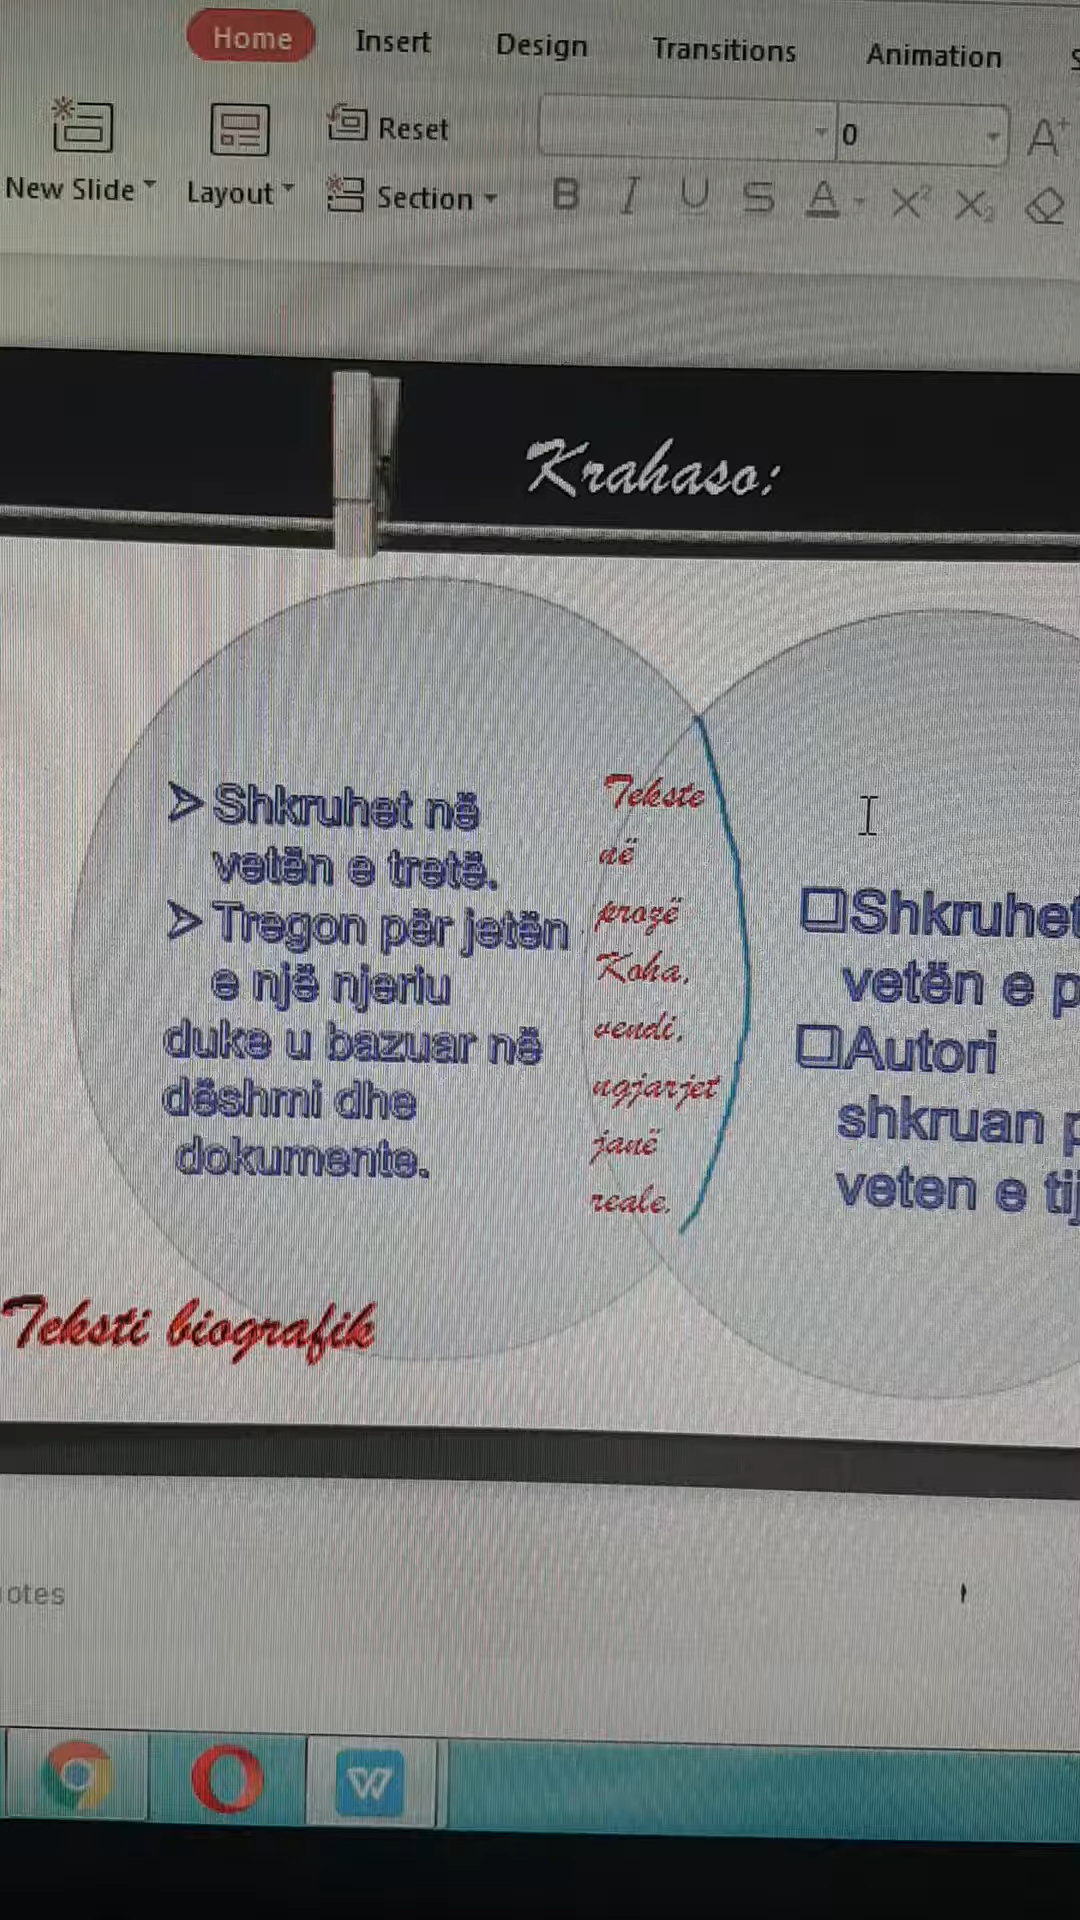 Home Insert Design Transitions Animation
Reset
0
A+
New Slide Layout Section
B I U S A X² X₂
Krahaso:
Shkruhet në
vetën e tretë.
Tregon për jetën
e një njeriu
duke u bazuar në
dëshmi dhe
dokumente.
Tekste
në
prozë
Koha,
vendi,
ngjarjet
janë
reale.
Shkruhet
vetën e p
Autori
shkruan p
veten e tij
Teksti biografik
otes
W